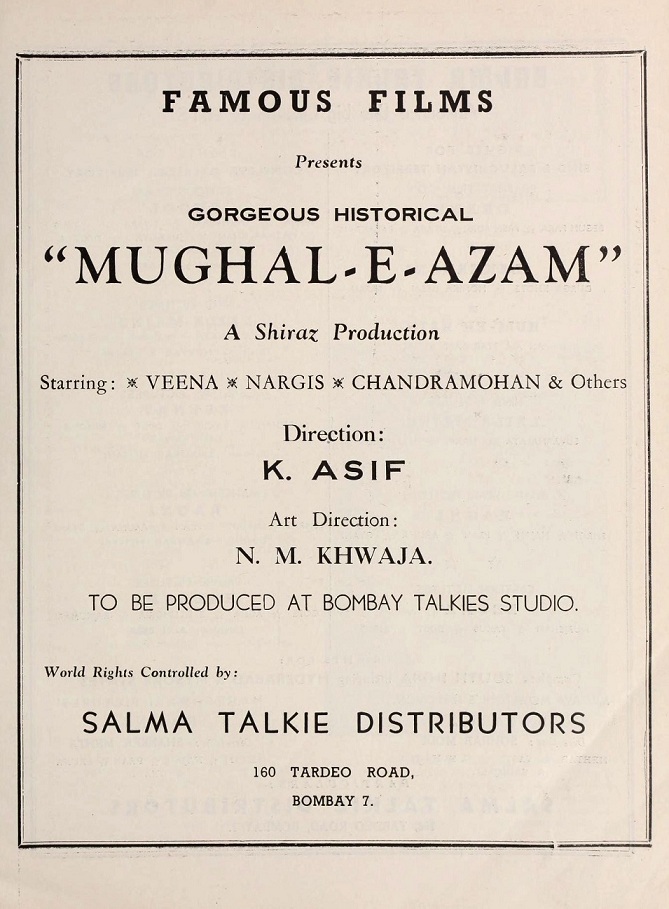 FAMOUS FILMS
Presents
GORGEOUS HISTORICAL
"MUGHAL-E-AZAM"
A Shiraz Production
Starring: ※ VEENA ※ NARGIS ※ CHANDRAMOHAN & Others
Direction:
K. ASIF
Art Direction:
N. M. KHWAJA.
TO BE PRODUCED AT BOMBAY TALKIES STUDIO.
World Rights Controlled by:
SALMA TALKIE DISTRIBUTORS
160 TARDEO ROAD,
BOMBAY 7.